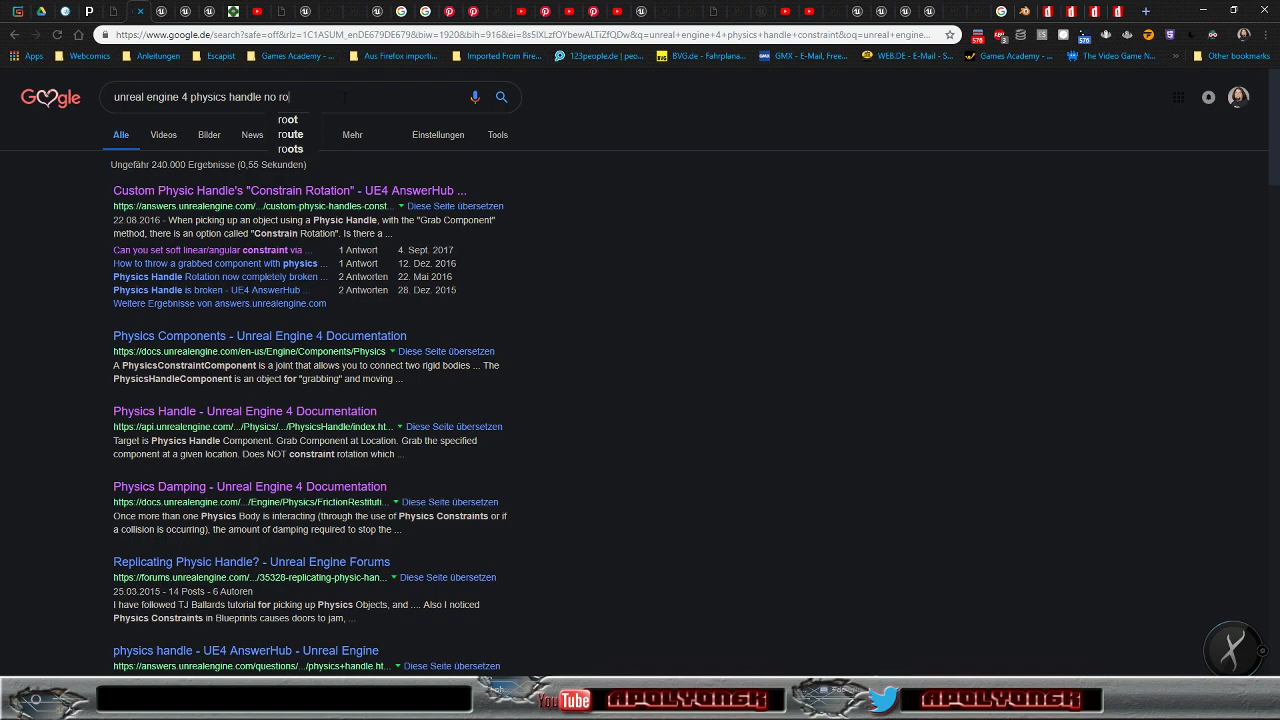 https://www.google.de/search?safe=off&rlz=1C1ASUM_enDE679DE679&biw=1920&bih=916&ei=8s5IXLzfOYbewALTiZfQDw&q=unreal+engine+4+physics+handle+constraint&oq=unreal+engine...
Apps Webcomics Anleitungen Escapist Games Academy -... Aus Firefox importi... Imported From Fire... 123people.de | peo... BVG.de - Fahrplana... GMX - E-Mail, Free... WEB.DE - E-Mail - S... Games Academy -... The Video Game N... » Other bookmarks
Google unreal engine 4 physics handle no ro
root
route
roots
Alle Videos Bilder News Mehr Einstellungen Tools
Ungefähr 240.000 Ergebnisse (0,55 Sekunden)
Custom Physic Handle's "Constrain Rotation" - UE4 AnswerHub ...
https://answers.unrealengine.com/.../custom-physic-handles-const... Diese Seite übersetzen
22.08.2016 - When picking up an object using a Physic Handle, with the "Grab Component"
method, there is an option called "Constrain Rotation". Is there a ...
Can you set soft linear/angular constraint via ... 1 Antwort 4. Sept. 2017
How to throw a grabbed component with physics ... 1 Antwort 12. Dez. 2016
Physics Handle Rotation now completely broken ... 2 Antworten 22. Mai 2016
Physics Handle is broken - UE4 AnswerHub ... 2 Antworten 28. Dez. 2015
Weitere Ergebnisse von answers.unrealengine.com
Physics Components - Unreal Engine 4 Documentation
https://docs.unrealengine.com/en-us/Engine/Components/Physics Diese Seite übersetzen
A PhysicsConstraintComponent is a joint that allows you to connect two rigid bodies ... The
PhysicsHandleComponent is an object for "grabbing" and moving ...
Physics Handle - Unreal Engine 4 Documentation
https://api.unrealengine.com/.../Physics/.../PhysicsHandle/index.ht... Diese Seite übersetzen
Target is Physics Handle Component. Grab Component at Location. Grab the specified
component at a given location. Does NOT constraint rotation which ...
Physics Damping - Unreal Engine 4 Documentation
https://docs.unrealengine.com/.../Engine/Physics/FrictionRestituti... Diese Seite übersetzen
Once more than one Physics Body is interacting (through the use of Physics Constraints or if
a collision is occurring), the amount of damping required to stop the ...
Replicating Physic Handle? - Unreal Engine Forums
https://forums.unrealengine.com/.../35328-replicating-physic-han... Diese Seite übersetzen
25.03.2015 - 14 Posts - 6 Autoren
I have followed TJ Ballards tutorial for picking up Physics Objects, and .... Also I noticed
Physics Constraints in Blueprints causes doors to jam, ...
physics handle - UE4 AnswerHub - Unreal Engine
https://answers.unrealengine.com/questions/.../physics+handle.ht... Diese Seite übersetzen
YouTube APOLYONGK APOLYONGK